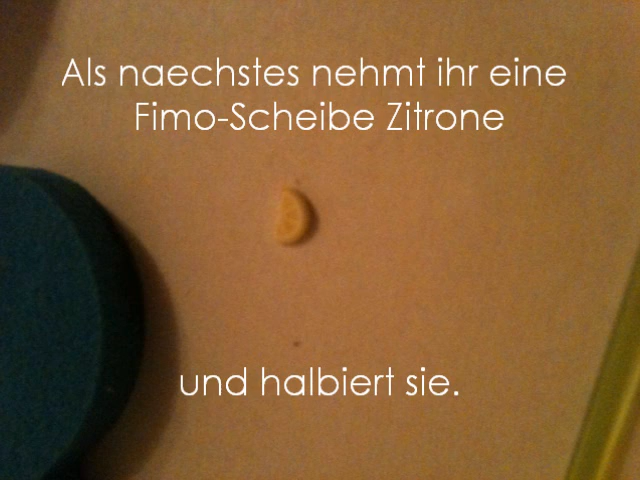 Als naechstes nehmt ihr eine
Fimo-Scheibe Zitrone
und halbiert sie.